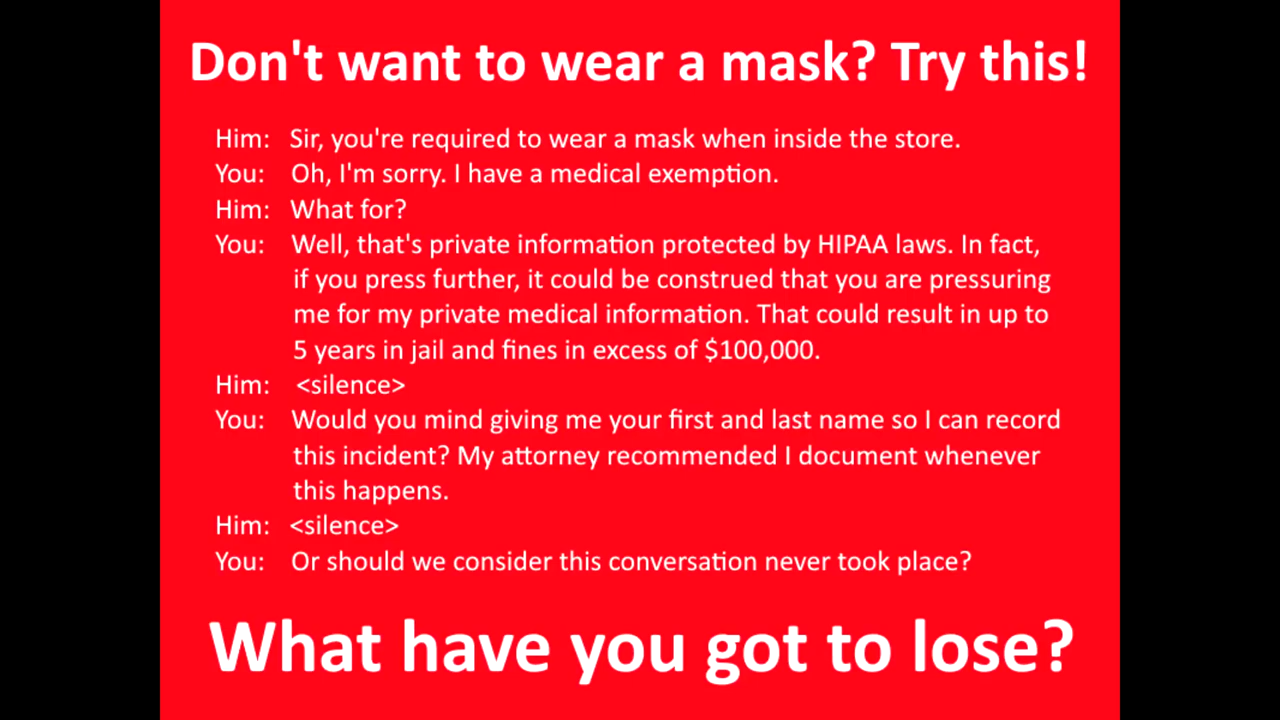 Don't want to wear a mask? Try this!
Him: Sir, you're required to wear a mask when inside the store.
You: Oh, I'm sorry. I have a medical exemption.
Him: What for?
You: Well, that's private information protected by HIPAA laws. In fact,
if you press further, it could be construed that you are pressuring
me for my private medical information. That could result in up to
5 years in jail and fines in excess of $100,000.
Him: <silence>
You: Would you mind giving me your first and last name so I can record
this incident? My attorney recommended I document whenever
this happens.
Him: <silence>
You: Or should we consider this conversation never took place?
What have you got to lose?